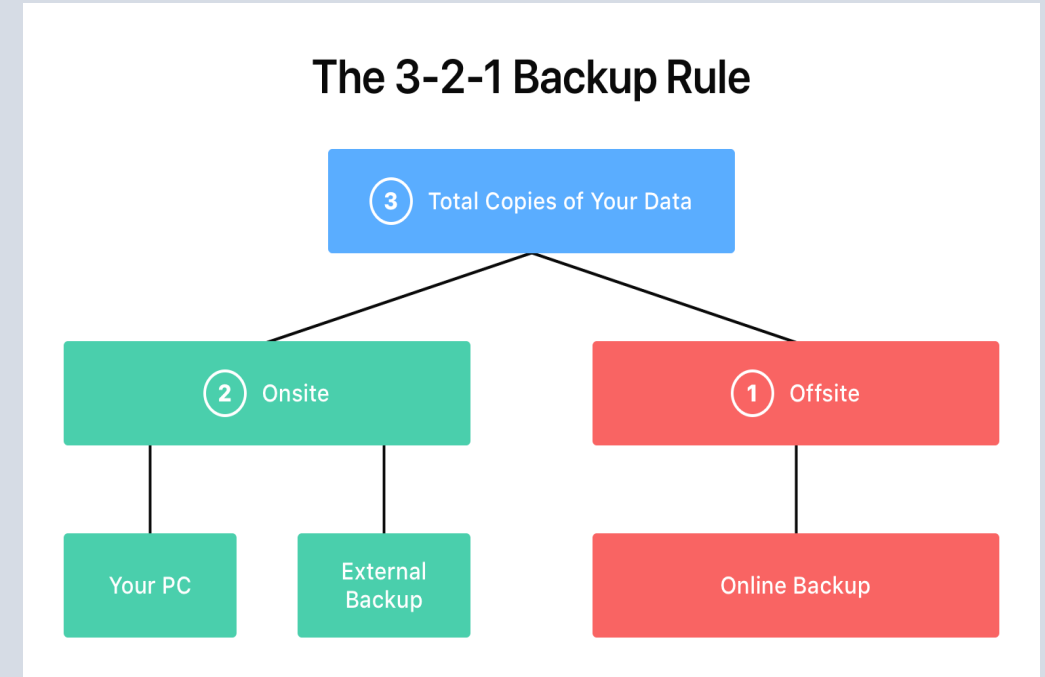 The 3-2-1 Backup Rule
3 Total Copies of Your Data
2 Onsite
1 Offsite
Your PC
External
Backup
Online Backup